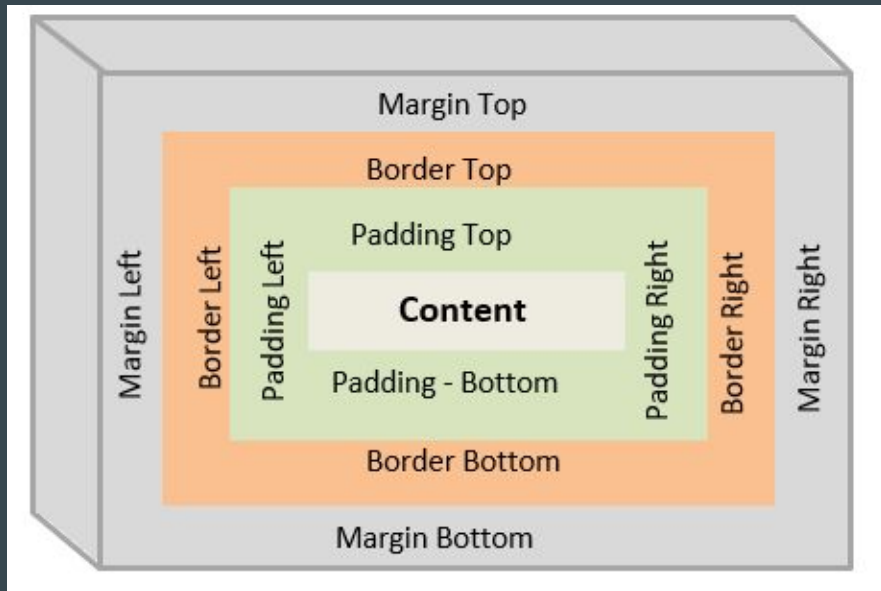 Margin Top
Border Top
Padding Top
Margin Left
Border Left
Padding Left
Content
Padding Right
Border Right
Margin Right
Padding - Bottom
Border Bottom
Margin Bottom